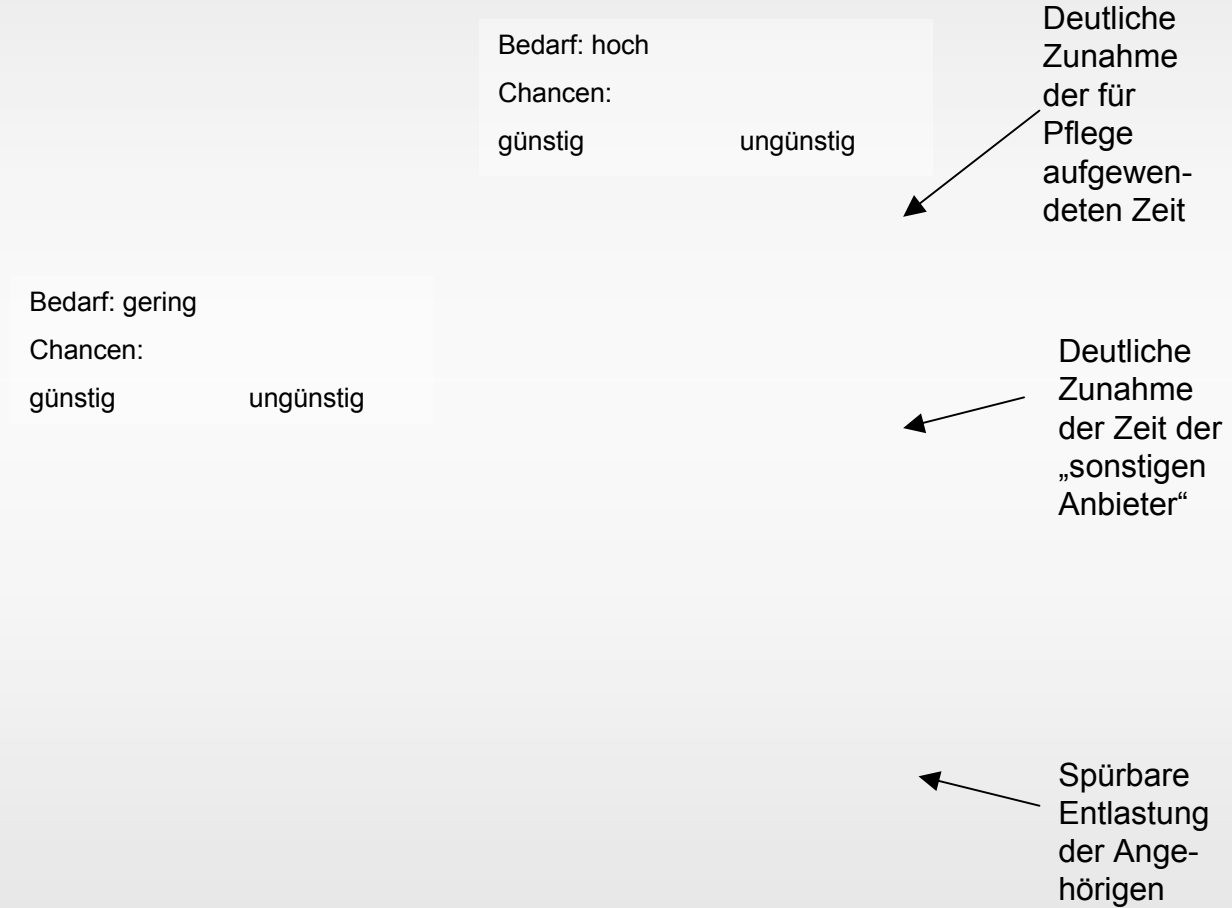 Bedarf: hoch
Chancen:
günstig ungünstig
Deutliche
Zunahme
der für
Pflege
aufgewen-
deten Zeit
Bedarf: gering
Chancen:
günstig ungünstig
Deutliche
Zunahme
der Zeit der
„sonstigen
Anbieter“
Spürbare
Entlastung
der Ange-
hörigen